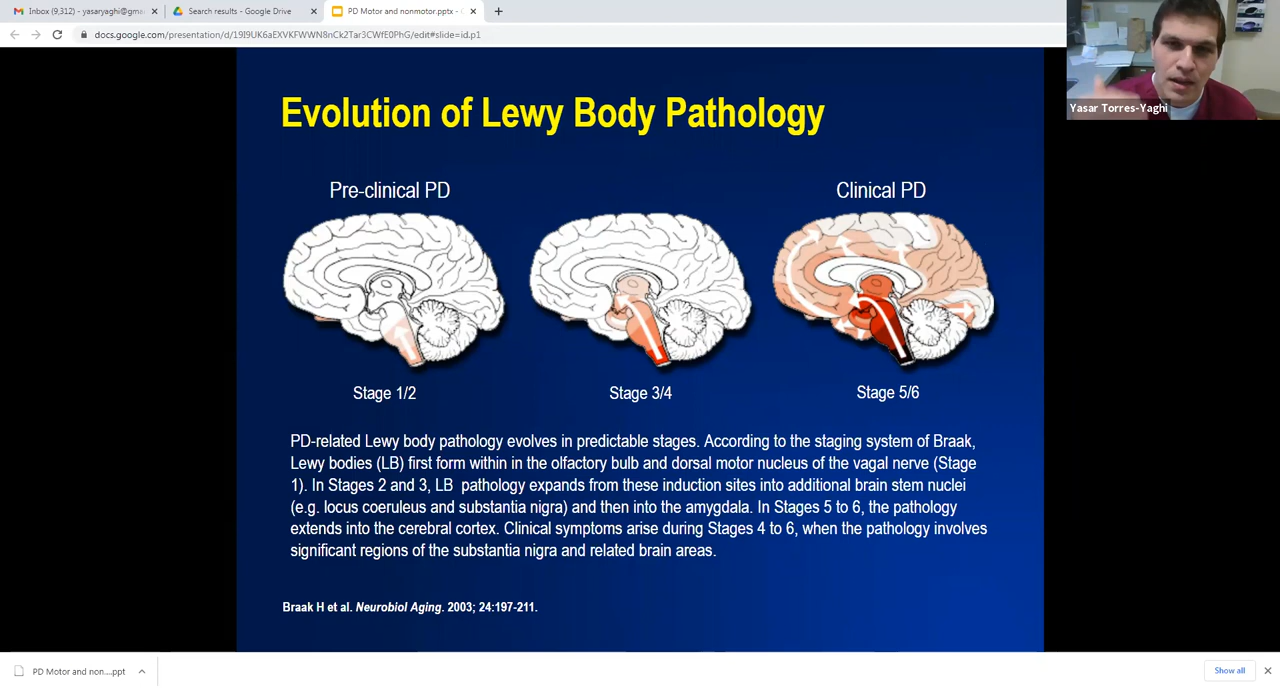 Inbox (9,312) - yasaryaghi@gma
Search results - Google Drive
PD Motor and nonmotor.pptx - G
docs.google.com/presentation/d/19I9UK6aEXVKFWWN8nCk2Tar3CWfE0PhG/edit#slide=id.p1
Yasar Torres-Yaghi
Evolution of Lewy Body Pathology
Pre-clinical PD
Clinical PD
Stage 1/2
Stage 3/4
Stage 5/6
PD-related Lewy body pathology evolves in predictable stages. According to the staging system of Braak,
Lewy bodies (LB) first form within in the olfactory bulb and dorsal motor nucleus of the vagal nerve (Stage
1). In Stages 2 and 3, LB pathology expands from these induction sites into additional brain stem nuclei
(e.g. locus coeruleus and substantia nigra) and then into the amygdala. In Stages 5 to 6, the pathology
extends into the cerebral cortex. Clinical symptoms arise during Stages 4 to 6, when the pathology involves
significant regions of the substantia nigra and related brain areas.
Braak H et al. Neurobiol Aging. 2003; 24:197-211.
PD Motor and non....ppt
Show all